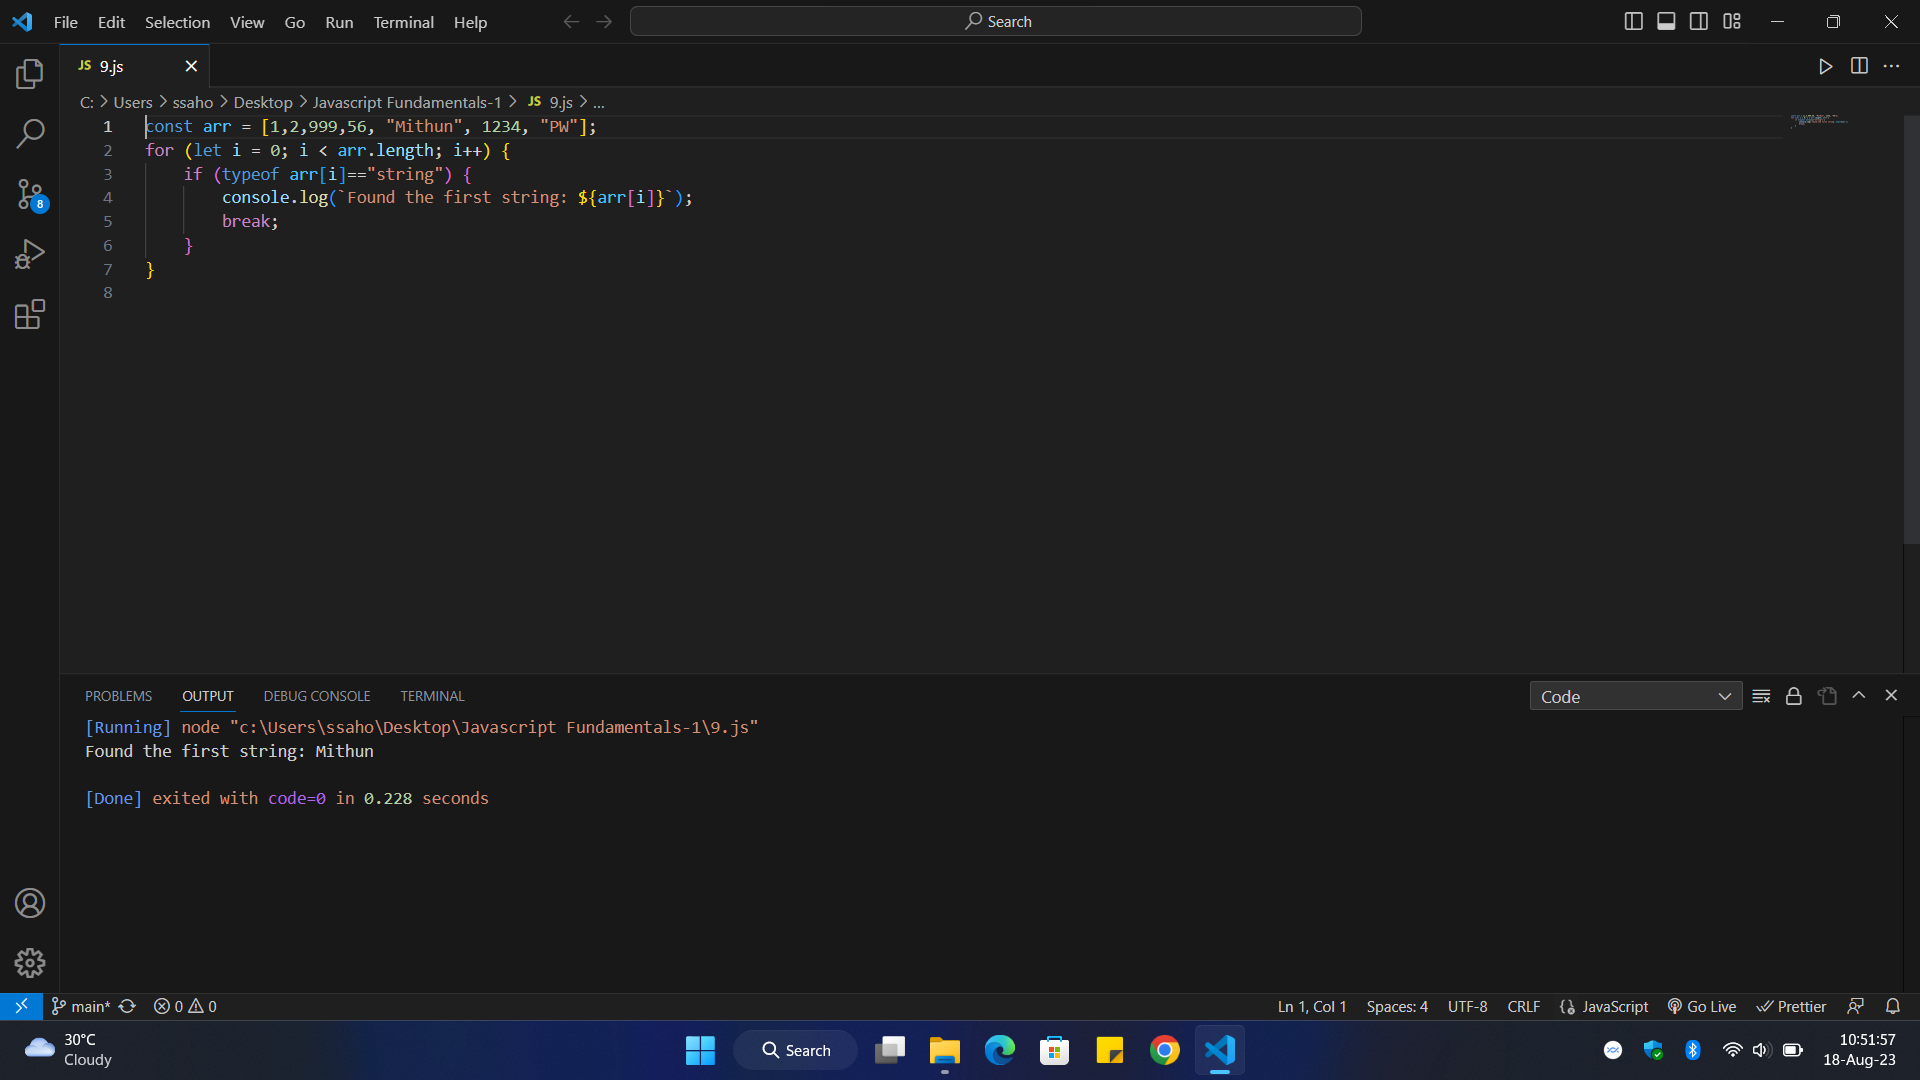 File Edit Selection View Go Run Terminal Help
Search
JS 9.js
C: > Users > ssaho > Desktop > Javascript Fundamentals-1 > JS 9.js > ...
1 const arr = [1,2,999,56, "Mithun", 1234, "PW"];
2 for (let i = 0; i < arr.length; i++) {
3     if (typeof arr[i]=="string") {
4         console.log(`Found the first string: ${arr[i]}`);
5         break;
6     }
7 }
8
8
PROBLEMS OUTPUT DEBUG CONSOLE TERMINAL
Code
[Running] node "c:\Users\ssaho\Desktop\Javascript Fundamentals-1\9.js"
Found the first string: Mithun
[Done] exited with code=0 in 0.228 seconds
main* 0 0
Ln 1, Col 1 Spaces: 4 UTF-8 CRLF JavaScript Go Live Prettier
30°C
Cloudy
Search
10:51:57
18-Aug-23